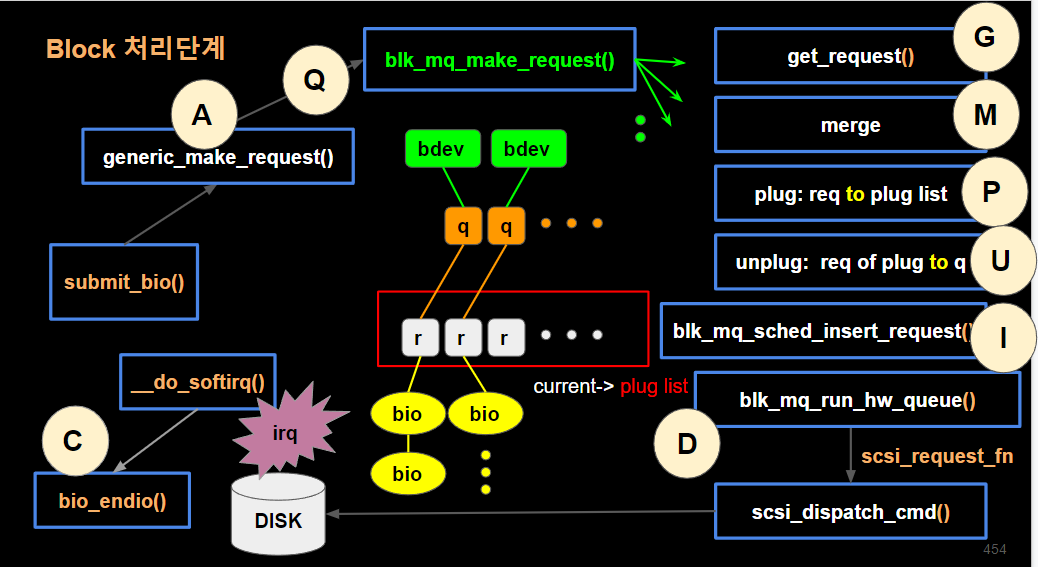 Block 처리단계
Q
blk_mq_make_request()
A
generic_make_request()
submit_bio()
bdev
bdev
q
q
r
r
r
current-> plug list
bio
bio
bio
G
get_request()
M
merge
P
plug: req to plug list
U
unplug: req of plug to q
I
blk_mq_sched_insert_request()
blk_mq_run_hw_queue()
D
scsi_request_fn
scsi_dispatch_cmd()
__do_softirq()
irq
C
bio_endio()
DISK
454